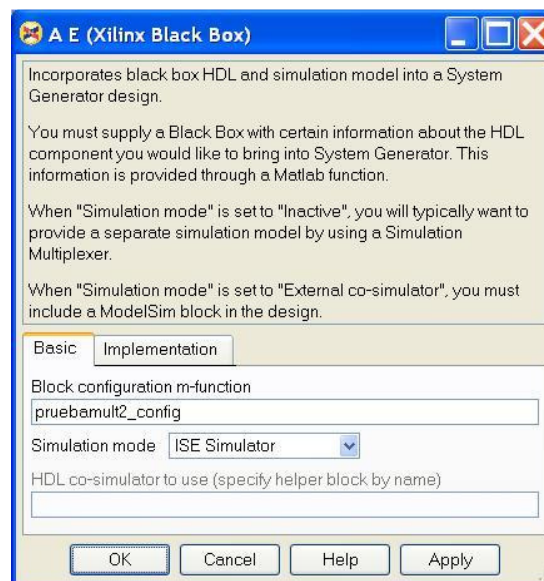 A E (Xilinx Black Box)
Incorporates black box HDL and simulation model into a System
Generator design.
You must supply a Black Box with certain information about the HDL
component you would like to bring into System Generator. This
information is provided through a Matlab function.
When "Simulation mode" is set to "Inactive", you will typically want to
provide a separate simulation model by using a Simulation
Multiplexer.
When "Simulation mode" is set to "External co-simulator", you must
include a ModelSim block in the design.
Basic Implementation
Block configuration m-function
pruebamult2_config
Simulation mode ISE Simulator
HDL co-simulator to use (specify helper block by name)
OK Cancel Help Apply